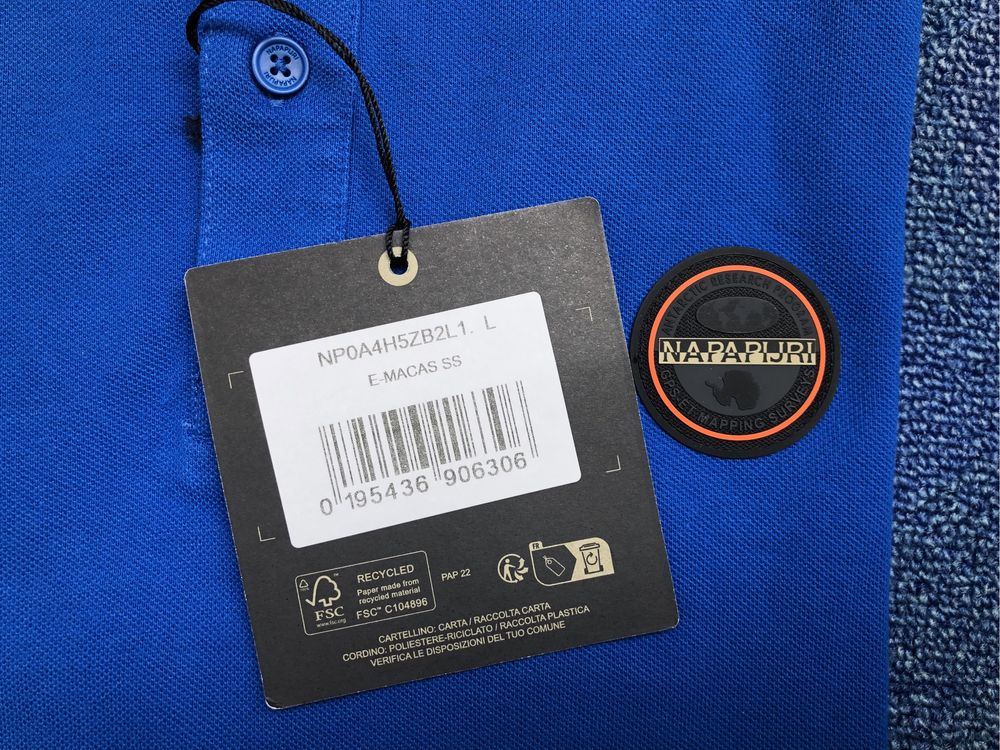 NAPAPIJRI
NAPAPIJRI
NP0A4H5ZB2L1. L
E-MACAS SS
0 195436 906306
RECYCLED
Paper made from
recycled material
FSC™ C104896
FSC
www.fsc.org
PAP 22
FR
CARTELLINO: CARTA / RACCOLTA CARTA
CORDINO: POLIESTERE-RICICLATO / RACCOLTA PLASTICA
VERIFICA LE DISPOSIZIONI DEL TUO COMUNE
ANTARCTIC RESEARCH PROGRAM
NAPAPIJRI
GPS ET MAPPING SURVEYS